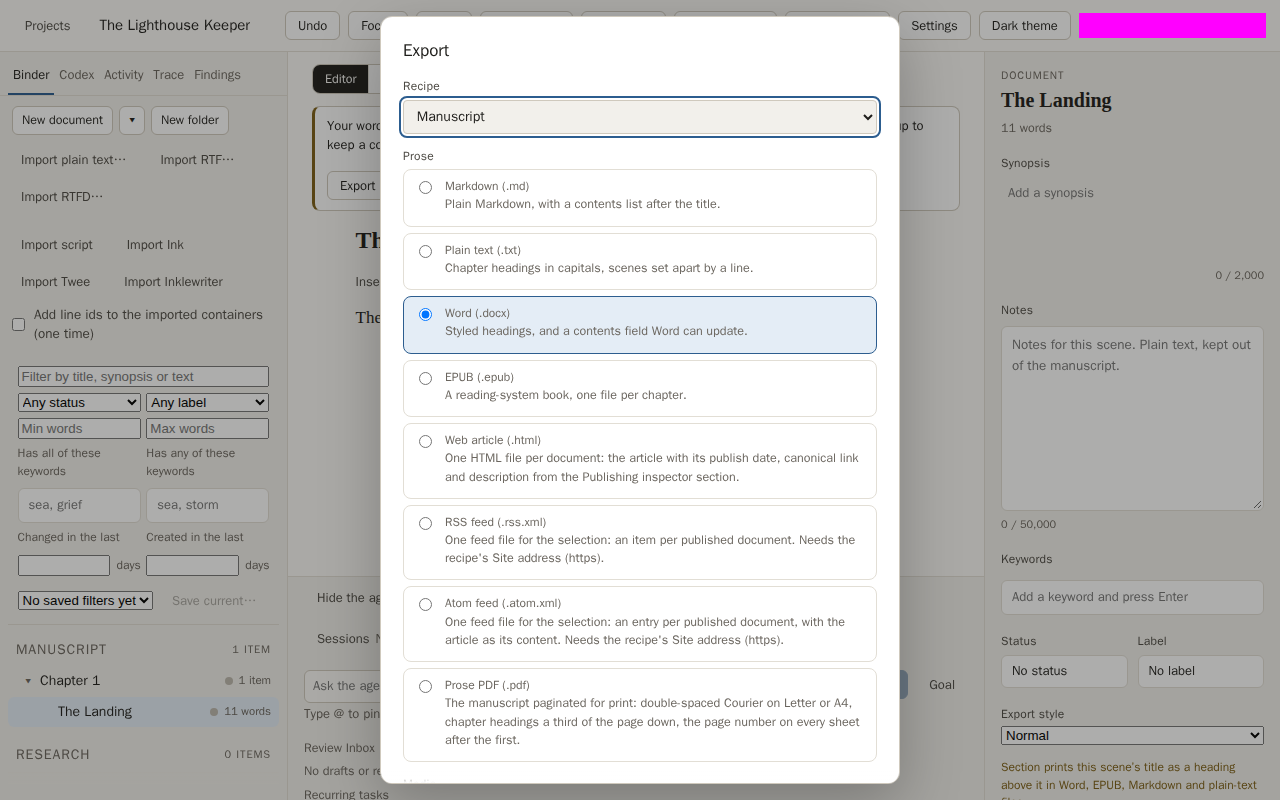 Projects
The Lighthouse Keeper
Undo
Settings
Dark theme
Binder
Codex
Activity
Trace
Findings
New document
▾
New folder
Import plain text…
Import RTF…
Import RTFD…
Import script
Import Ink
Import Twee
Import Inklewriter
Add line ids to the imported containers
(one time)
Filter by title, synopsis or text
Any status
Any label
Min words
Max words
Has all of these
keywords
Has any of these
keywords
sea, grief
sea, storm
Changed in the last
Created in the last
days
days
No saved filters yet
Save current…
MANUSCRIPT
1 ITEM
Chapter 1
1 item
The Landing
11 words
RESEARCH
0 ITEMS
Editor
Your
keep a
up to
Export
Hide the
Sessions
Ask the
Goal
Type @ to
Review Inbox
No drafts or
Recurring tasks
Export
Recipe
Manuscript
Prose
Markdown (.md)
Plain Markdown, with a contents list after the title.
Plain text (.txt)
Chapter headings in capitals, scenes set apart by a line.
Word (.docx)
Styled headings, and a contents field Word can update.
EPUB (.epub)
A reading-system book, one file per chapter.
Web article (.html)
One HTML file per document: the article with its publish date, canonical link
and description from the Publishing inspector section.
RSS feed (.rss.xml)
One feed file for the selection: an item per published document. Needs the
recipe's Site address (https).
Atom feed (.atom.xml)
One feed file for the selection: an entry per published document, with the
article as its content. Needs the recipe's Site address (https).
Prose PDF (.pdf)
The manuscript paginated for print: double-spaced Courier on Letter or A4,
chapter headings a third of the page down, the page number on every sheet
after the first.
DOCUMENT
The Landing
11 words
Synopsis
Add a synopsis
0 / 2,000
Notes
Notes for this scene. Plain text, kept out
of the manuscript.
0 / 50,000
Keywords
Add a keyword and press Enter
Status
Label
No status
No label
Export style
Normal
Section prints this scene's title as a heading
above it in Word, EPUB, Markdown and plain-text